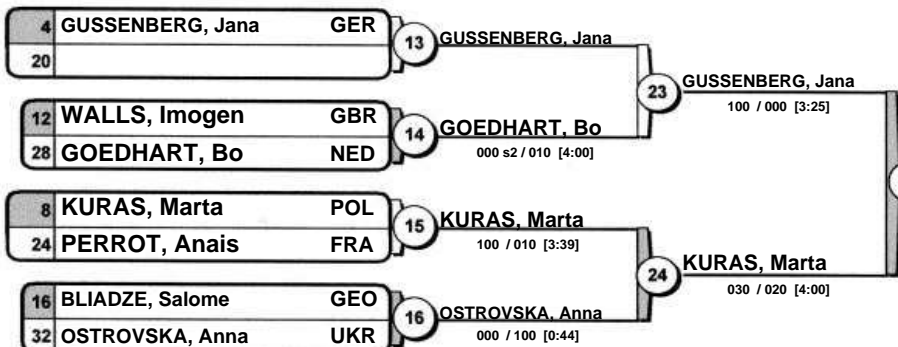 4 GUSSENBERG, Jana GER
20
13
GUSSENBERG, Jana
12 WALLS, Imogen GBR
28 GOEDHART, Bo NED
14
GOEDHART, Bo
000 s2 / 010 [4:00]
23
GUSSENBERG, Jana
100 / 000 [3:25]
8 KURAS, Marta POL
24 PERROT, Anais FRA
15
KURAS, Marta
100 / 010 [3:39]
16 BLIADZE, Salome GEO
32 OSTROVSKA, Anna UKR
16
OSTROVSKA, Anna
000 / 100 [0:44]
24
KURAS, Marta
030 / 020 [4:00]